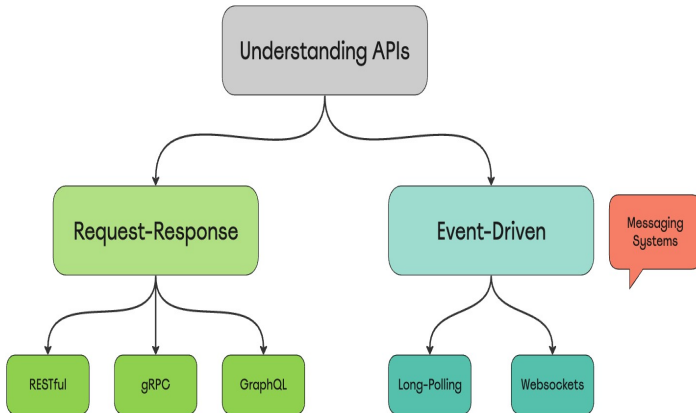 Understanding APIs
Request-Response
Event-Driven
Messaging
Systems
RESTful
gRPC
GraphQL
Long-Polling
Websockets